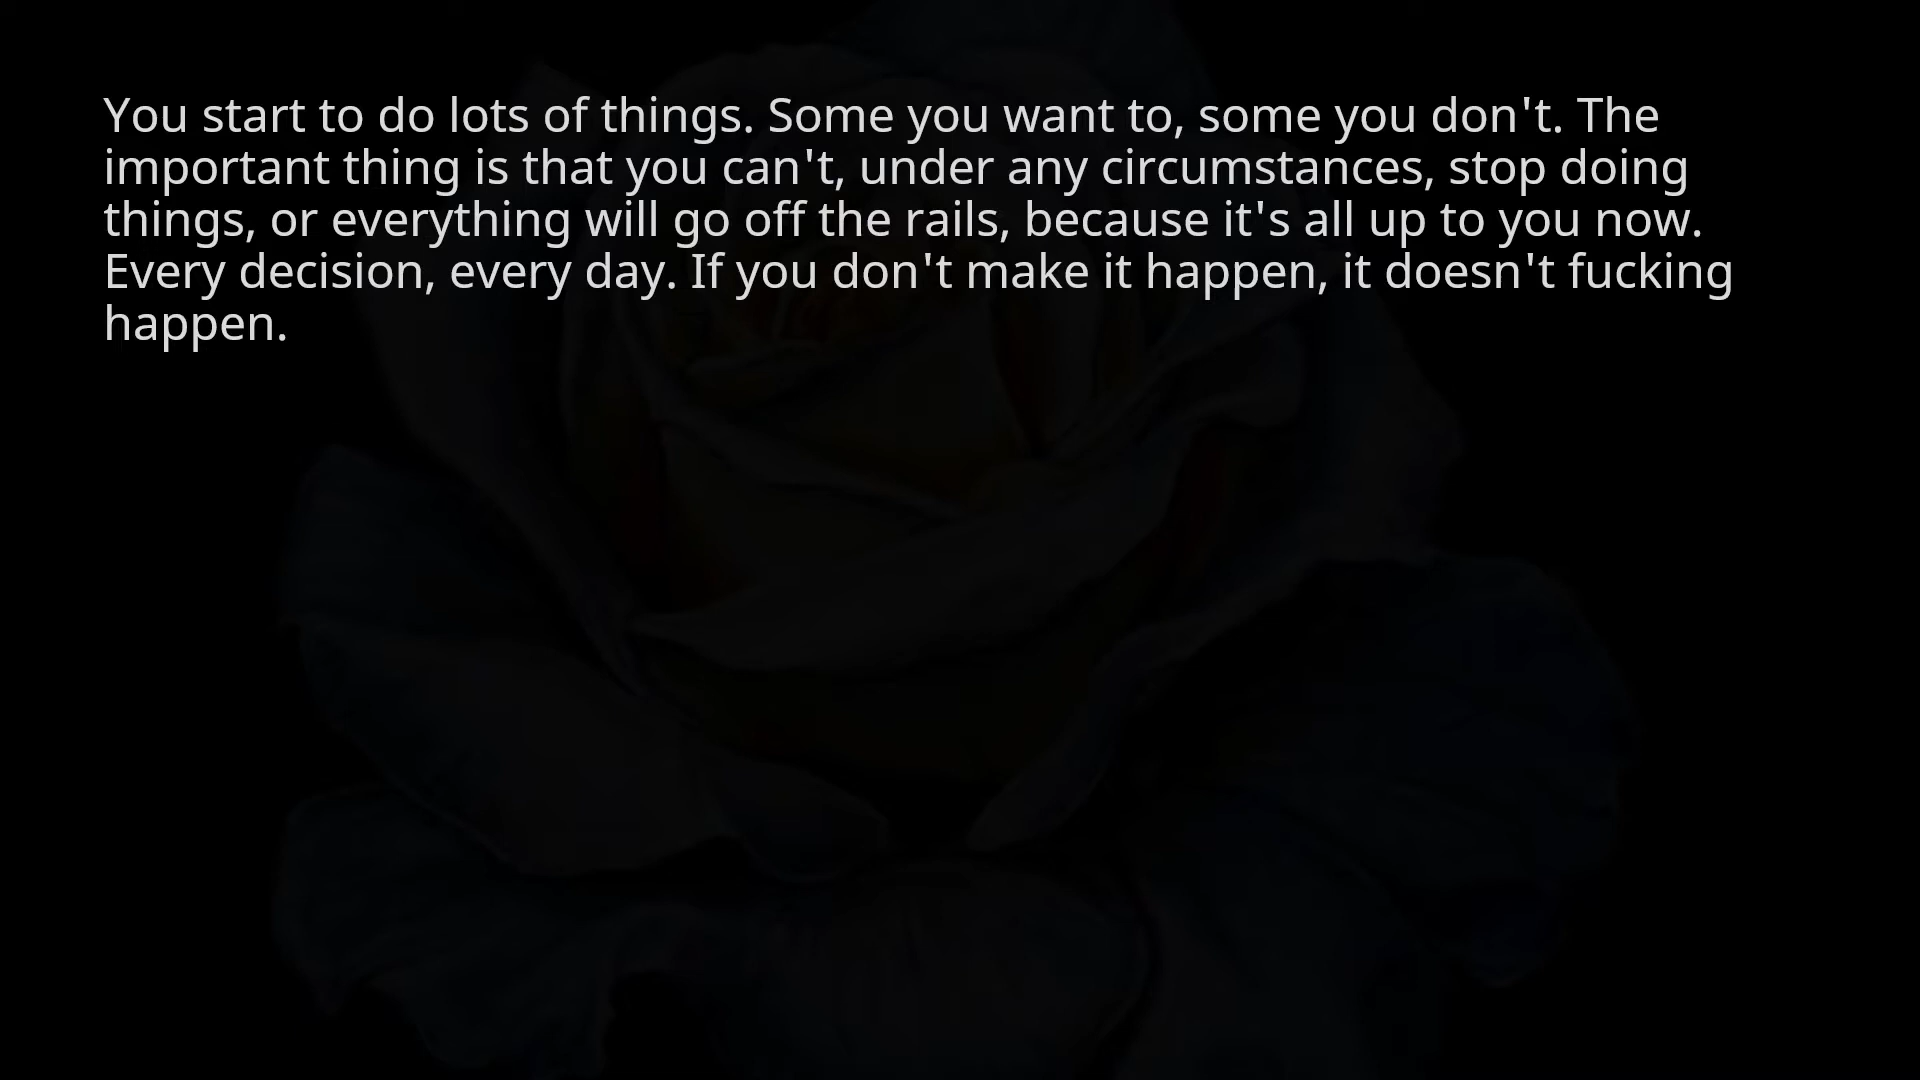 You start to do lots of things. Some you want to, some you don't. The
important thing is that you can't, under any circumstances, stop doing
things, or everything will go off the rails, because it's all up to you now.
Every decision, every day. If you don't make it happen, it doesn't fucking
happen.